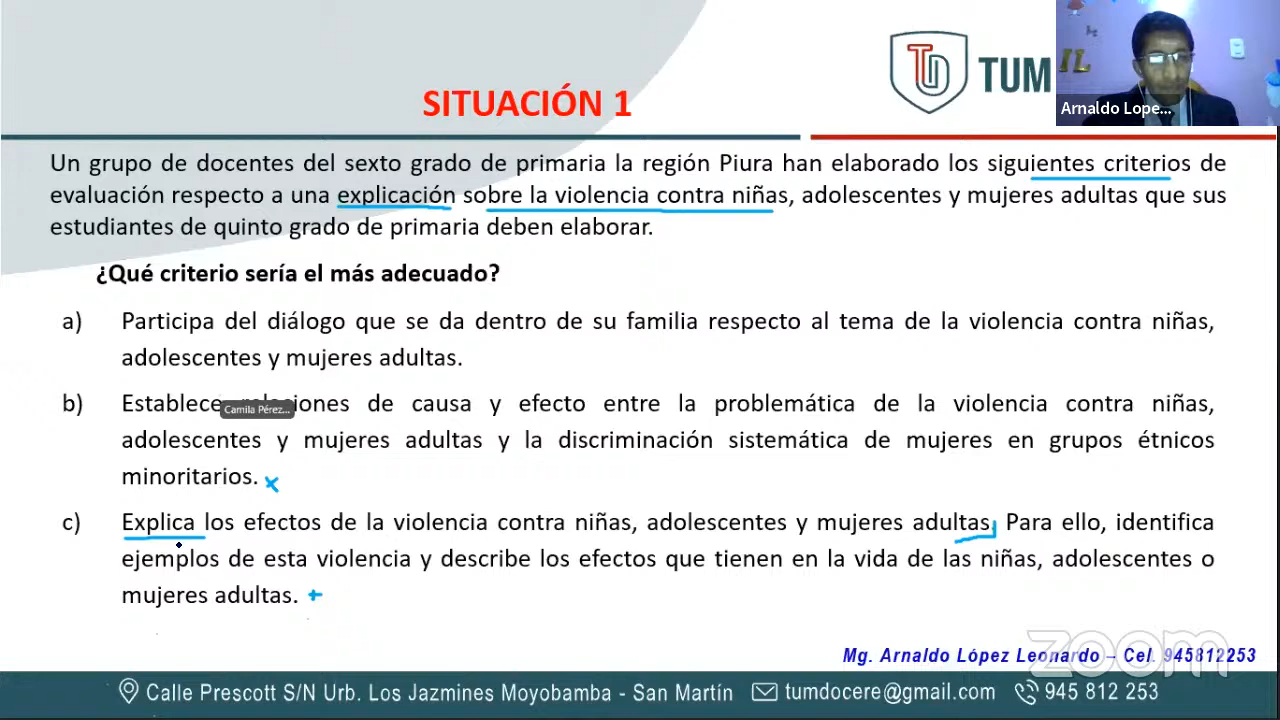 TUM
IL
Arnaldo Lope...
SITUACIÓN 1
Un grupo de docentes del sexto grado de primaria la región Piura han elaborado los siguientes criterios de
evaluación respecto a una explicación sobre la violencia contra niñas, adolescentes y mujeres adultas que sus
estudiantes de quinto grado de primaria deben elaborar.
¿Qué criterio sería el más adecuado?
a) Participa del diálogo que se da dentro de su familia respecto al tema de la violencia contra niñas,
adolescentes y mujeres adultas.
b) Establece relaciones de causa y efecto entre la problemática de la violencia contra niñas,
Camila Pérez...
adolescentes y mujeres adultas y la discriminación sistemática de mujeres en grupos étnicos
minoritarios. x
c) Explica los efectos de la violencia contra niñas, adolescentes y mujeres adultas, Para ello, identifica
ejemplos de esta violencia y describe los efectos que tienen en la vida de las niñas, adolescentes o
mujeres adultas. +
zoom
Mg. Arnaldo López Leonardo – Cel. 945812253
Calle Prescott S/N Urb. Los Jazmines Moyobamba - San Martín tumdocere@gmail.com 945 812 253